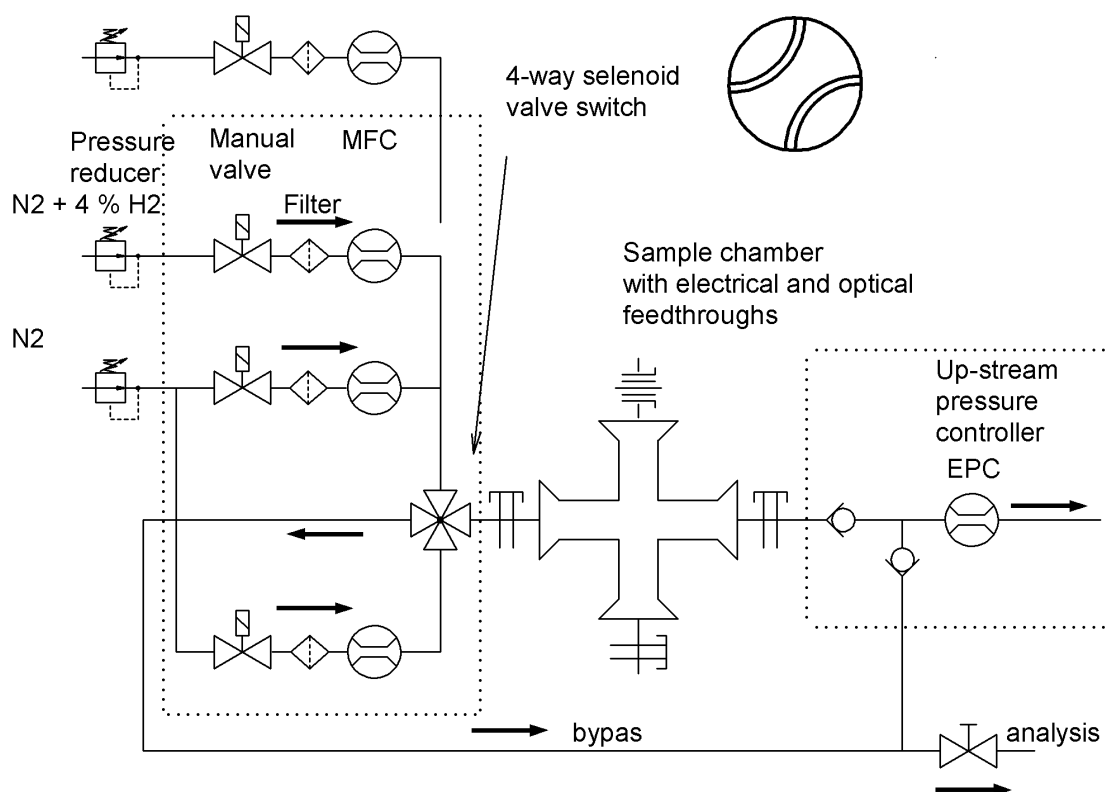 4-way selenoid
valve switch
Pressure
reducer
Manual
valve
MFC
N2 + 4 % H2
Filter
Sample chamber
with electrical and optical
feedthroughs
N2
Up-stream
pressure
controller
EPC
bypas
analysis